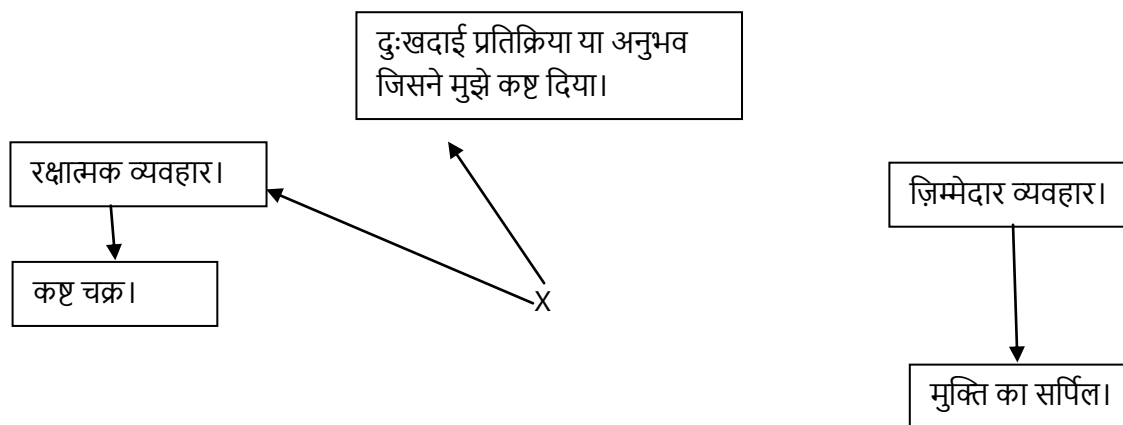 दुःखदाई प्रतिक्रिया या अनुभव
जिसने मुझे कष्ट दिया।
रक्षात्मक व्यवहार।
ज़िम्मेदार व्यवहार।
कष्ट चक्र।
X
मुक्ति का सर्पिल।